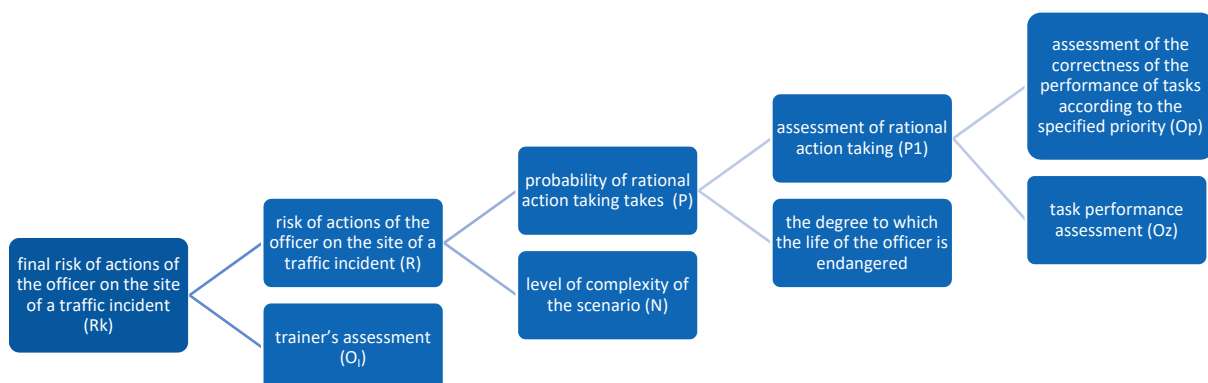 final risk of actions of
the officer on the site
of a traffic incident
(Rk)
risk of actions of the
officer on the site of a
traffic incident (R)
trainer's assessment
(O₁)
probability of rational
action taking takes  (P)
level of complexity of
the scenario (N)
assessment of rational
action taking (P1)
the degree to which
the life of the officer is
endangered
assessment of the
correctness of the
performance of tasks
according to the
specified priority (Op)
task performance
assessment (Oz)